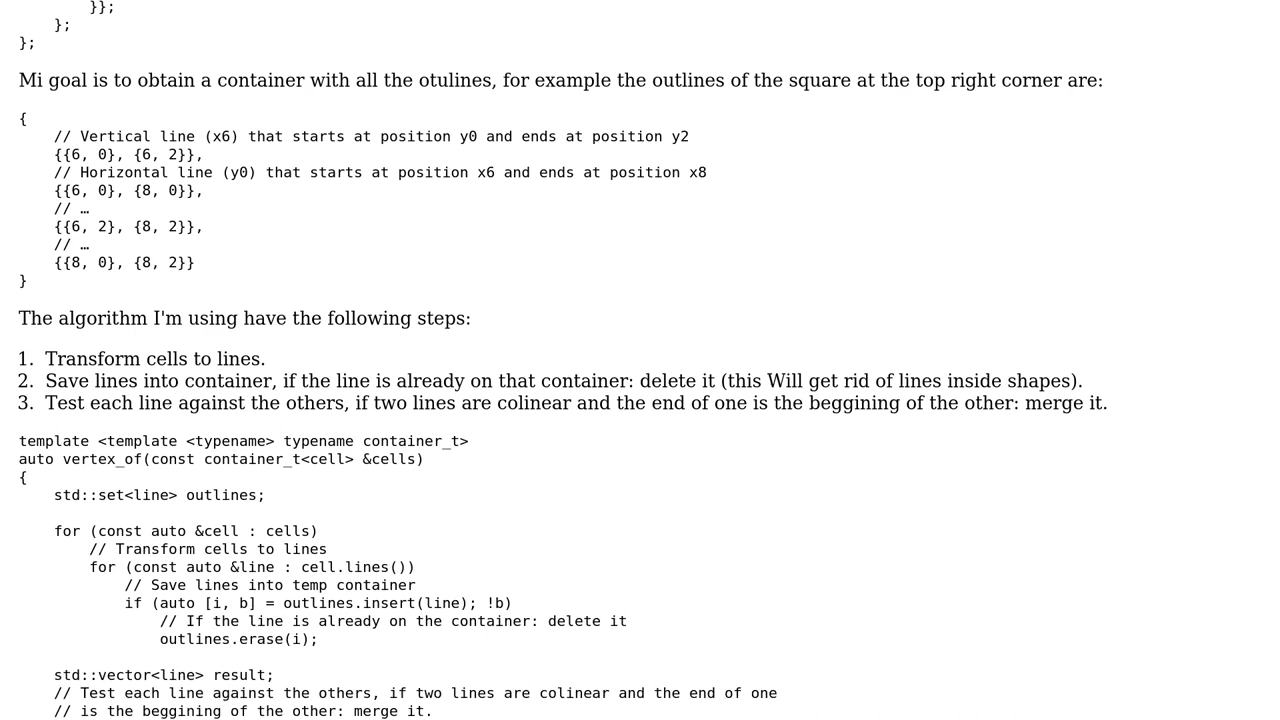 }};
    };
};
Mi goal is to obtain a container with all the otulines, for example the outlines of the square at the top right corner are:
{
    // Vertical line (x6) that starts at position y0 and ends at position y2
    {{6, 0}, {6, 2}},
    // Horizontal line (y0) that starts at position x6 and ends at position x8
    {{6, 0}, {8, 0}},
    // …
    {{6, 2}, {8, 2}},
    // …
    {{8, 0}, {8, 2}}
}
The algorithm I'm using have the following steps:
1. Transform cells to lines.
2. Save lines into container, if the line is already on that container: delete it (this Will get rid of lines inside shapes).
3. Test each line against the others, if two lines are colinear and the end of one is the beggining of the other: merge it.
template <template <typename> typename container_t>
auto vertex_of(const container_t<cell> &cells)
{
    std::set<line> outlines;
    for (const auto &cell : cells)
        // Transform cells to lines
        for (const auto &line : cell.lines())
            // Save lines into temp container
            if (auto [i, b] = outlines.insert(line); !b)
                // If the line is already on the container: delete it
                outlines.erase(i);
    std::vector<line> result;
    // Test each line against the others, if two lines are colinear and the end of one
    // is the beggining of the other: merge it.